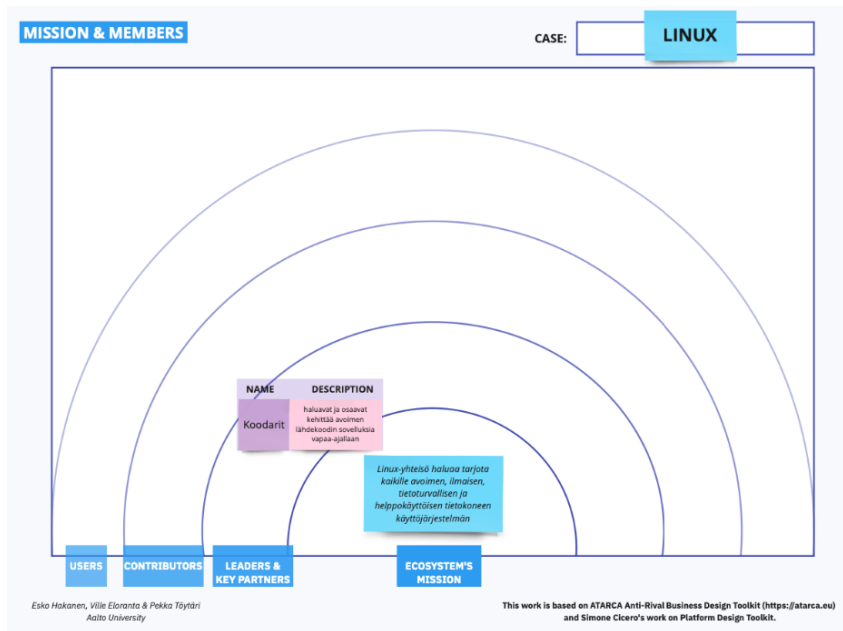 MISSION & MEMBERS
CASE:
LINUX
NAME
DESCRIPTION
Koodarit
haluavat ja osaavat
kehittää avoimen
lähdekoodin sovelluksia
vapaa-ajallaan
Linux-yhteisö haluaa tarjota
kaikille avoimen, ilmaisen,
tietoturvallisen ja
helppokäyttöisen tietokoneen
käyttöjärjestelmän
USERS
CONTRIBUTORS
LEADERS &
KEY PARTNERS
ECOSYSTEM'S
MISSION
Esko Hakanen, Ville Eloranta & Pekka Töytäri
Aalto University
This work is based on ATARCA Anti-Rival Business Design Toolkit (https://atarca.eu)
and Simone Cicero's work on Platform Design Toolkit.